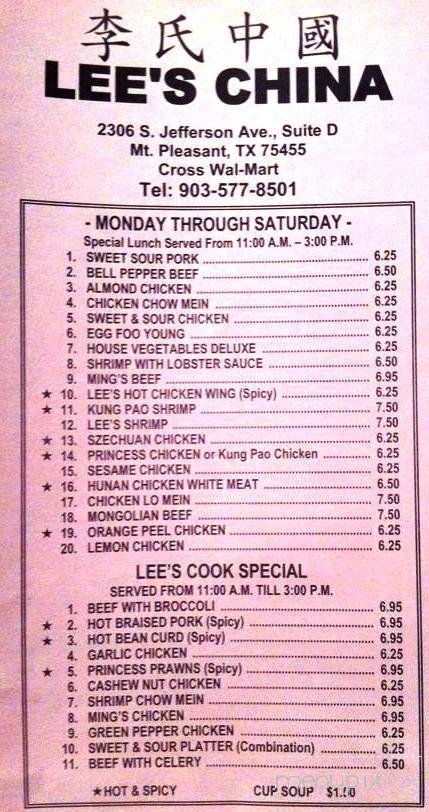 李氏中國
LEE'S CHINA
2306 S. Jefferson Ave., Suite D
Mt. Pleasant, TX 75455
Cross Wal-Mart
Tel: 903-577-8501
- MONDAY THROUGH SATURDAY -
Special Lunch Served From 11:00 A.M. – 3:00 P.M.
1. SWEET SOUR PORK 6.25
2. BELL PEPPER BEEF 6.50
3. ALMOND CHICKEN 6.25
4. CHICKEN CHOW MEIN 6.25
5. SWEET & SOUR CHICKEN 6.25
6. EGG FOO YOUNG 6.25
7. HOUSE VEGETABLES DELUXE 6.25
8. SHRIMP WITH LOBSTER SAUCE 6.50
9. MING'S BEEF 6.95
★ 10. LEE'S HOT CHICKEN WING (Spicy) 6.25
★ 11. KUNG PAO SHRIMP 7.50
12. LEE'S SHRIMP 7.50
★ 13. SZECHUAN CHICKEN 6.25
★ 14. PRINCESS CHICKEN or Kung Pao Chicken 6.25
15. SESAME CHICKEN 6.25
★ 16. HUNAN CHICKEN WHITE MEAT 6.50
17. CHICKEN LO MEIN 7.50
18. MONGOLIAN BEEF 7.50
★ 19. ORANGE PEEL CHICKEN 6.25
20. LEMON CHICKEN 6.25
LEE'S COOK SPECIAL
SERVED FROM 11:00 A.M. TILL 3:00 P.M.
1. BEEF WITH BROCCOLI 6.95
★ 2. HOT BRAISED PORK (Spicy) 6.95
★ 3. HOT BEAN CURD (Spicy) 6.95
4. GARLIC CHICKEN 6.25
★ 5. PRINCESS PRAWNS (Spicy) 6.95
6. CASHEW NUT CHICKEN 6.25
7. SHRIMP CHOW MEIN 6.95
8. MING'S CHICKEN 6.95
9. GREEN PEPPER CHICKEN 6.25
10. SWEET & SOUR PLATTER (Combination) 6.25
11. BEEF WITH CELERY 6.50
★HOT & SPICY CUP SOUP $1.50
menupix